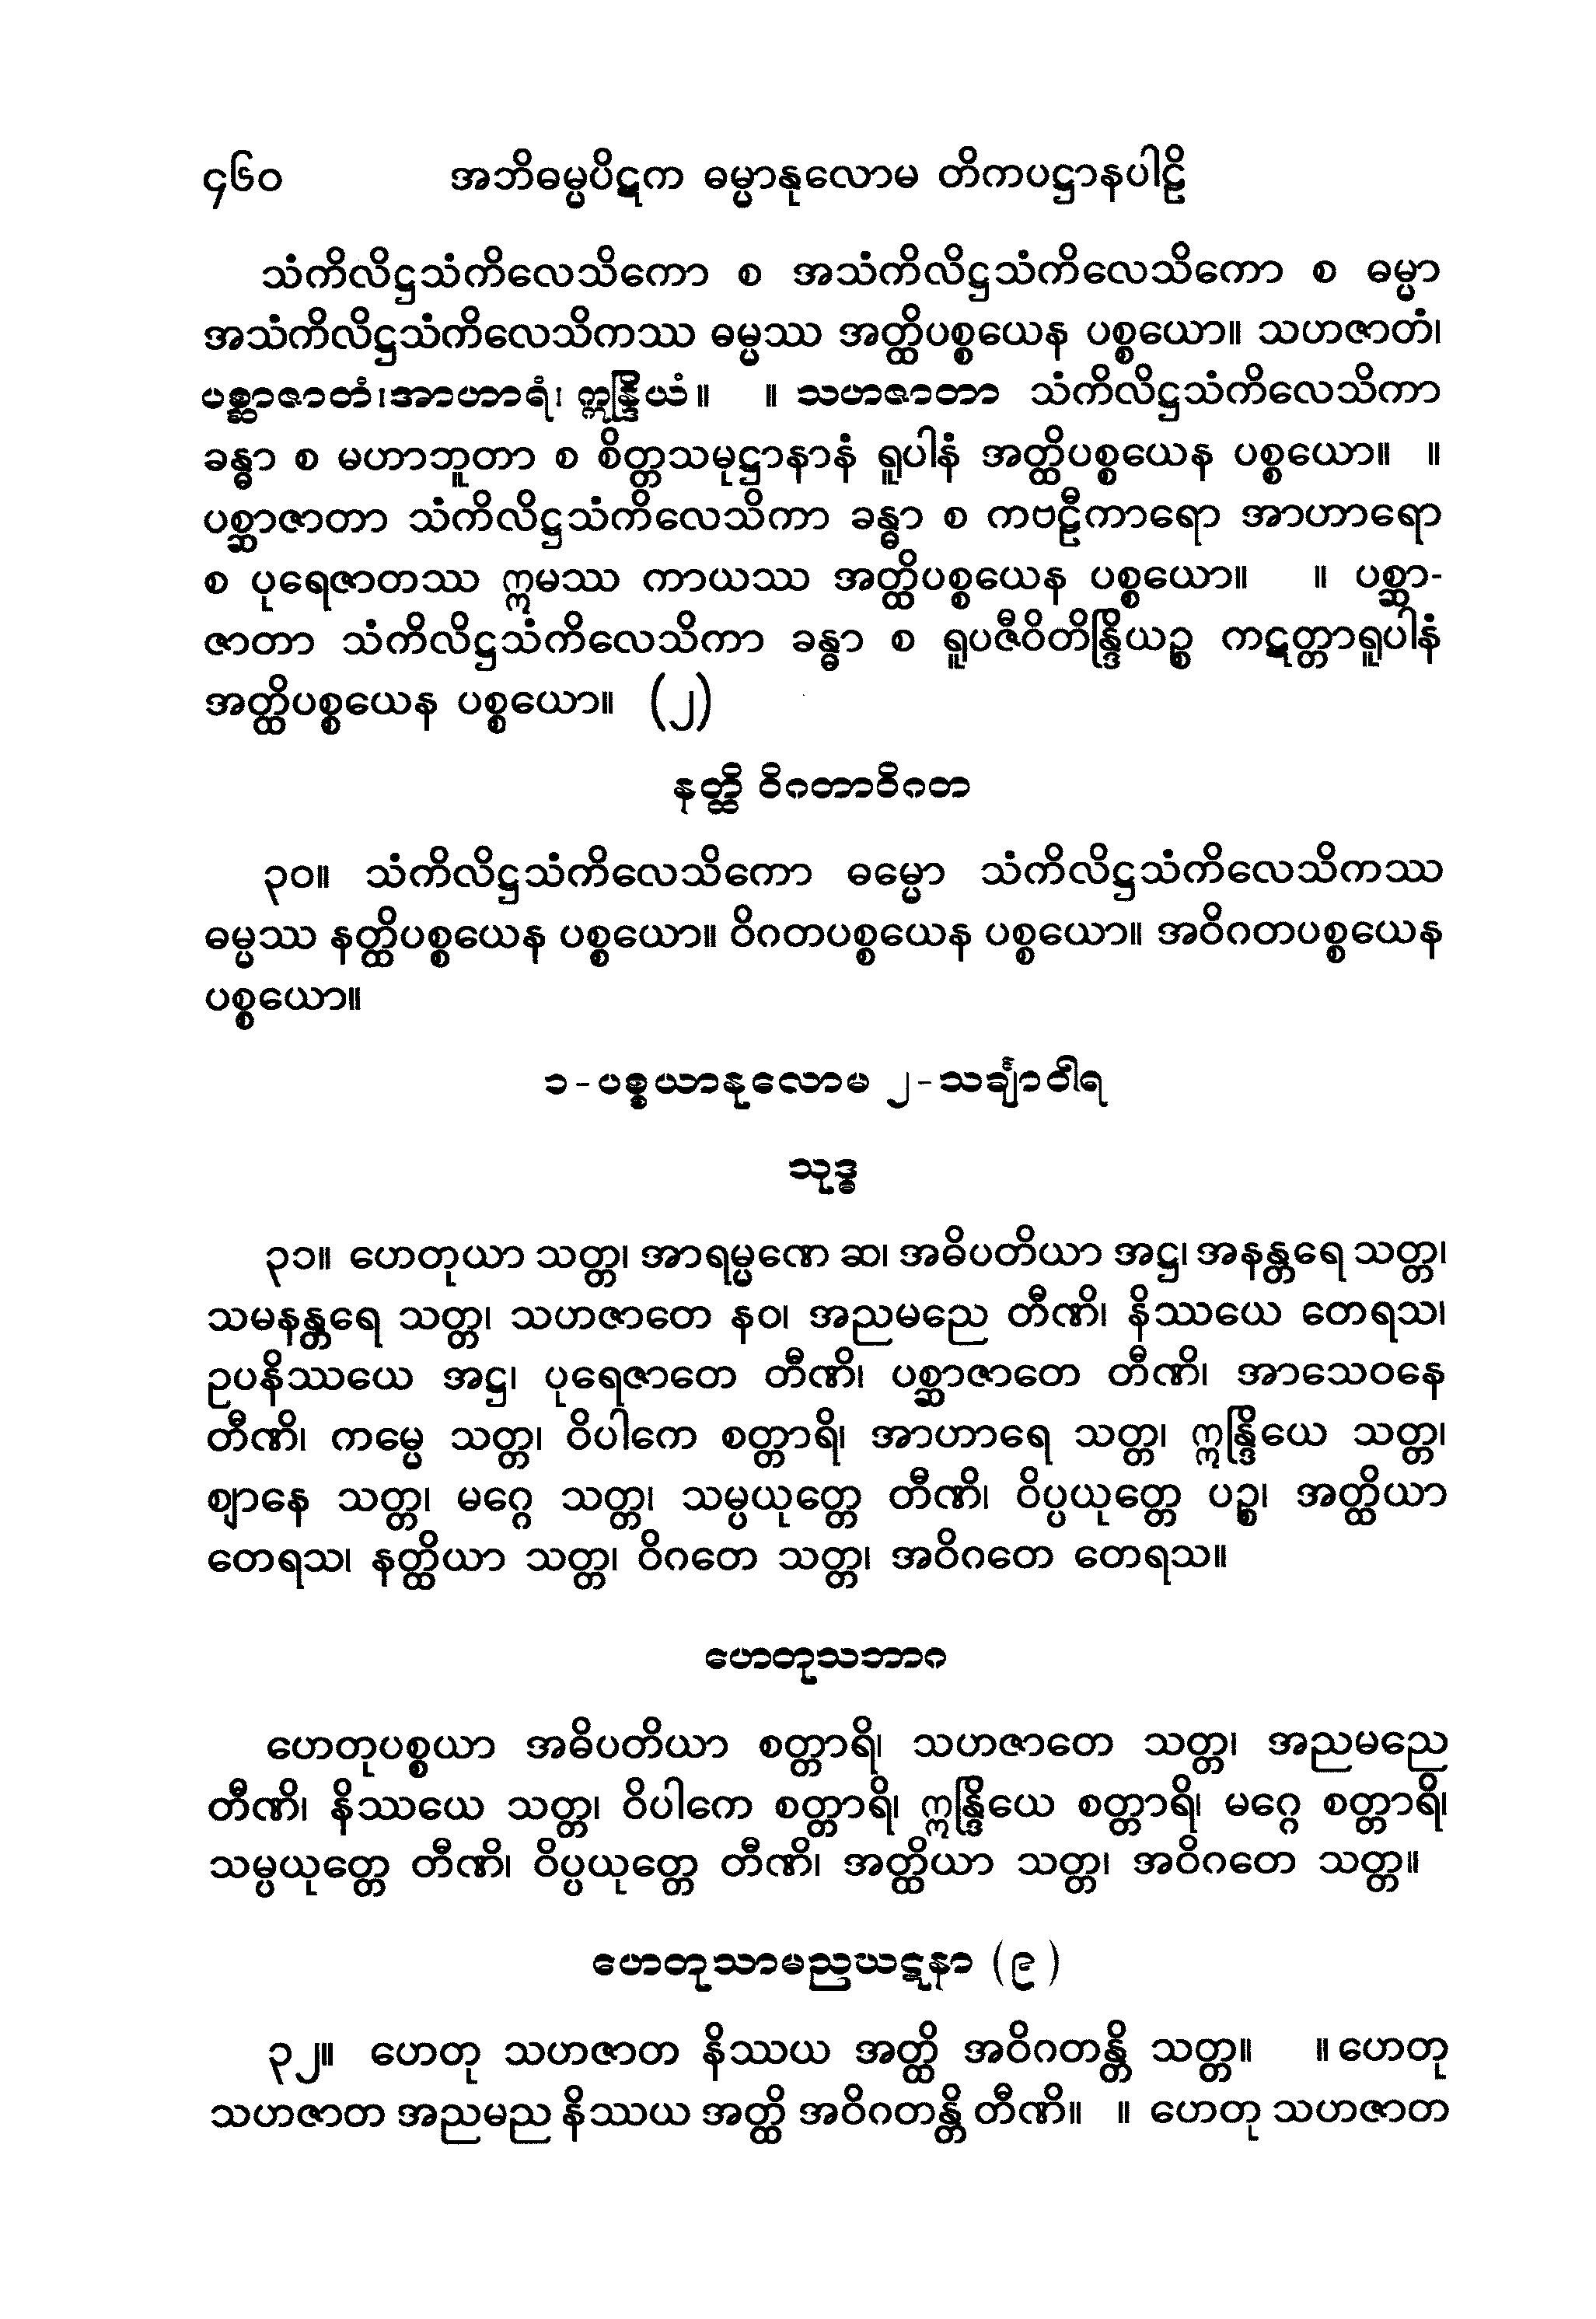 ၄၆၀ အဘိဓမ္မပိဋက ဓမ္မာနုလောမ တိကပဋ္ဌာနပါဠိ
သံကိလိဋ္ဌသံကိလေသိကော စ အသံကိလိဋ္ဌသံကိလေသိကော စ ဓမ္မာ
အသံကိလိဋ္ဌသံကိလေသိကဿ ဓမ္မဿ အတ္ထိပစ္စယေန ပစ္စယော။ သဟဇာတံ၊
ပစ္ဆာဇာတံ၊အာဟာရံ၊ ဣန္ဒြိယံ။ ။ သဟဇာတာ သံကိလိဋ္ဌသံကိလေသိကာ
ခန္ဓာ စ မဟာဘူတာ စ စိတ္တသမုဋ္ဌာနာနံ ရူပါနံ အတ္ထိပစ္စယေန ပစ္စယော။ ။
ပစ္ဆာဇာတာ သံကိလိဋ္ဌသံကိလေသိကာ ခန္ဓာ စ ကဗဠီကာရော အာဟာရော
စ ပုရေဇာတဿ ဣမဿ ကာယဿ အတ္ထိပစ္စယေန ပစ္စယော။ ။ ပစ္ဆာ-
ဇာတာ သံကိလိဋ္ဌသံကိလေသိကာ ခန္ဓာ စ ရူပဇီဝိတိန္ဒြိယဉ္စ ကဋတ္တာရူပါနံ
အတ္ထိပစ္စယေန ပစ္စယော။ (၂)
နတ္ထိ ဝိဂတာဝိဂတ
၃၀။ သံကိလိဋ္ဌသံကိလေသိကော ဓမ္မော သံကိလိဋ္ဌသံကိလေသိကဿ
ဓမ္မဿ နတ္ထိပစ္စယေန ပစ္စယော။ ဝိဂတပစ္စယေန ပစ္စယော။ အဝိဂတပစ္စယေန
ပစ္စယော။
၁-ပစ္စယာနုလောမ ၂-သင်္ချာဝါရ
သုဒ္ဓ
၃၁။ ဟေတုယာ သတ္တ၊ အာရမ္မဏေ ဆ၊ အဓိပတိယာ အဋ္ဌ၊ အနန္တရေ သတ္တ၊
သမနန္တရေ သတ္တ၊ သဟဇာတေ နဝ၊ အညမညေ တီဏိ၊ နိဿယေ တေရသ၊
ဥပနိဿယေ အဋ္ဌ၊ ပုရေဇာတေ တီဏိ၊ ပစ္ဆာဇာတေ တီဏိ၊ အာသေဝနေ
တီဏိ၊ ကမ္မေ သတ္တ၊ ဝိပါကေ စတ္တာရိ၊ အာဟာရေ သတ္တ၊ ဣန္ဒြိယေ သတ္တ၊
ဈာနေ သတ္တ၊ မဂ္ဂေ သတ္တ၊ သမ္ပယုတ္တေ တီဏိ၊ ဝိပ္ပယုတ္တေ ပဉ္စ၊ အတ္ထိယာ
တေရသ၊ နတ္ထိယာ သတ္တ၊ ဝိဂတေ သတ္တ၊ အဝိဂတေ တေရသ။
ဟေတုသဘာဂ
ဟေတုပစ္စယာ အဓိပတိယာ စတ္တာရိ၊ သဟဇာတေ သတ္တ၊ အညမညေ
တီဏိ၊ နိဿယေ သတ္တ၊ ဝိပါကေ စတ္တာရိ၊ ဣန္ဒြိယေ စတ္တာရိ၊ မဂ္ဂေ စတ္တာရိ၊
သမ္ပယုတ္တေ တီဏိ၊ ဝိပ္ပယုတ္တေ တီဏိ၊ အတ္ထိယာ သတ္တ၊ အဝိဂတေ သတ္တ။
ဟေတုသာမညဃဋနာ (၉)
၃၂။ ဟေတု သဟဇာတ နိဿယ အတ္ထိ အဝိဂတန္တိ သတ္တ။ ။ ဟေတု
သဟဇာတ အညမည နိဿယ အတ္ထိ အဝိဂတန္တိ တီဏိ။ ။ ဟေတု သဟဇာတ